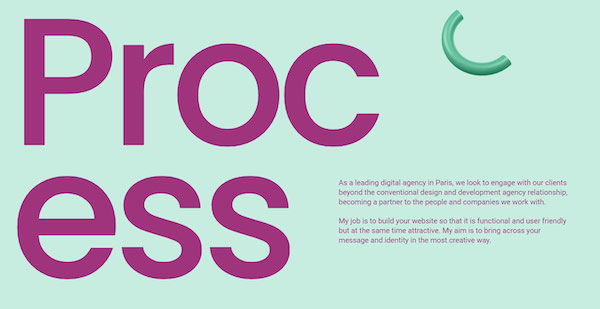 Proc
ess
As a leading digital agency in Paris, we look to engage with our clients
beyond the conventional design and development agency relationship,
becoming a partner to the people and companies we work with.
My job is to build your website so that it is functional and user friendly
but at the same time attractive. My aim is to bring across your
message and identity in the most creative way.